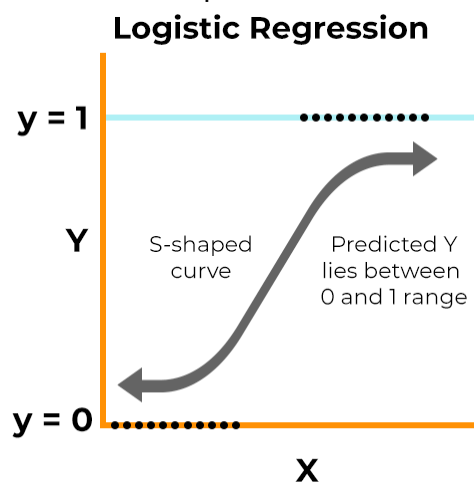 Logistic Regression
y = 1
Y
S-shaped
curve
Predicted Y
lies between
0 and 1 range
y = 0
X